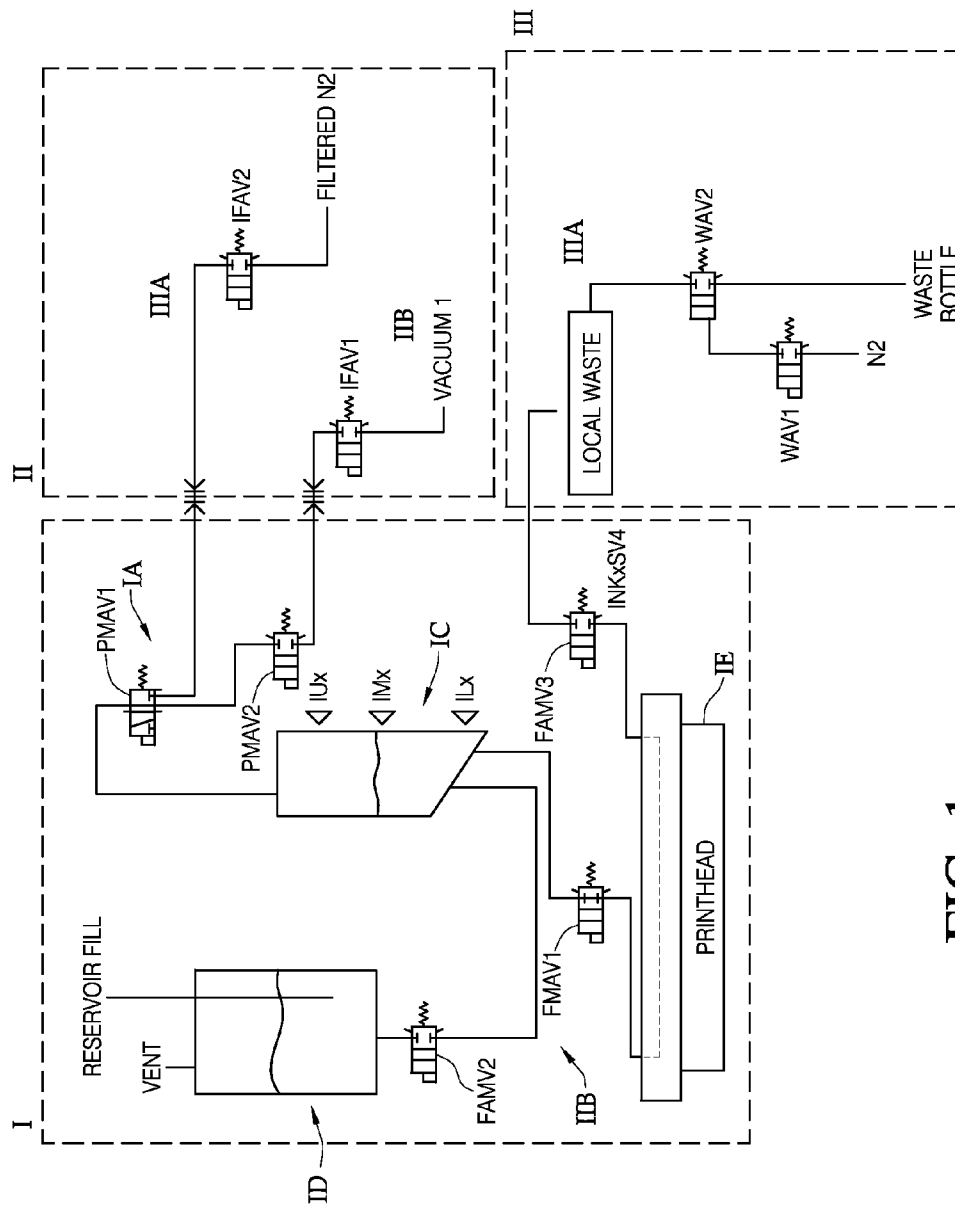 I
ID
VENT
RESERVOIR FILL
FAMV2
PMAV1
IA
PMAV2
IUx
IMx
ILx
IC
FMAV1
IIB
FAMV3
INKxSV4
IE
PRINTHEAD
II
IIIA
IFAV2
FILTERED N2
IFAV1
IIB
VACUUM 1
III
LOCAL WASTE
IIIA
WAV2
WAV1
N2
WASTE
BOTTLE
FIG. 1